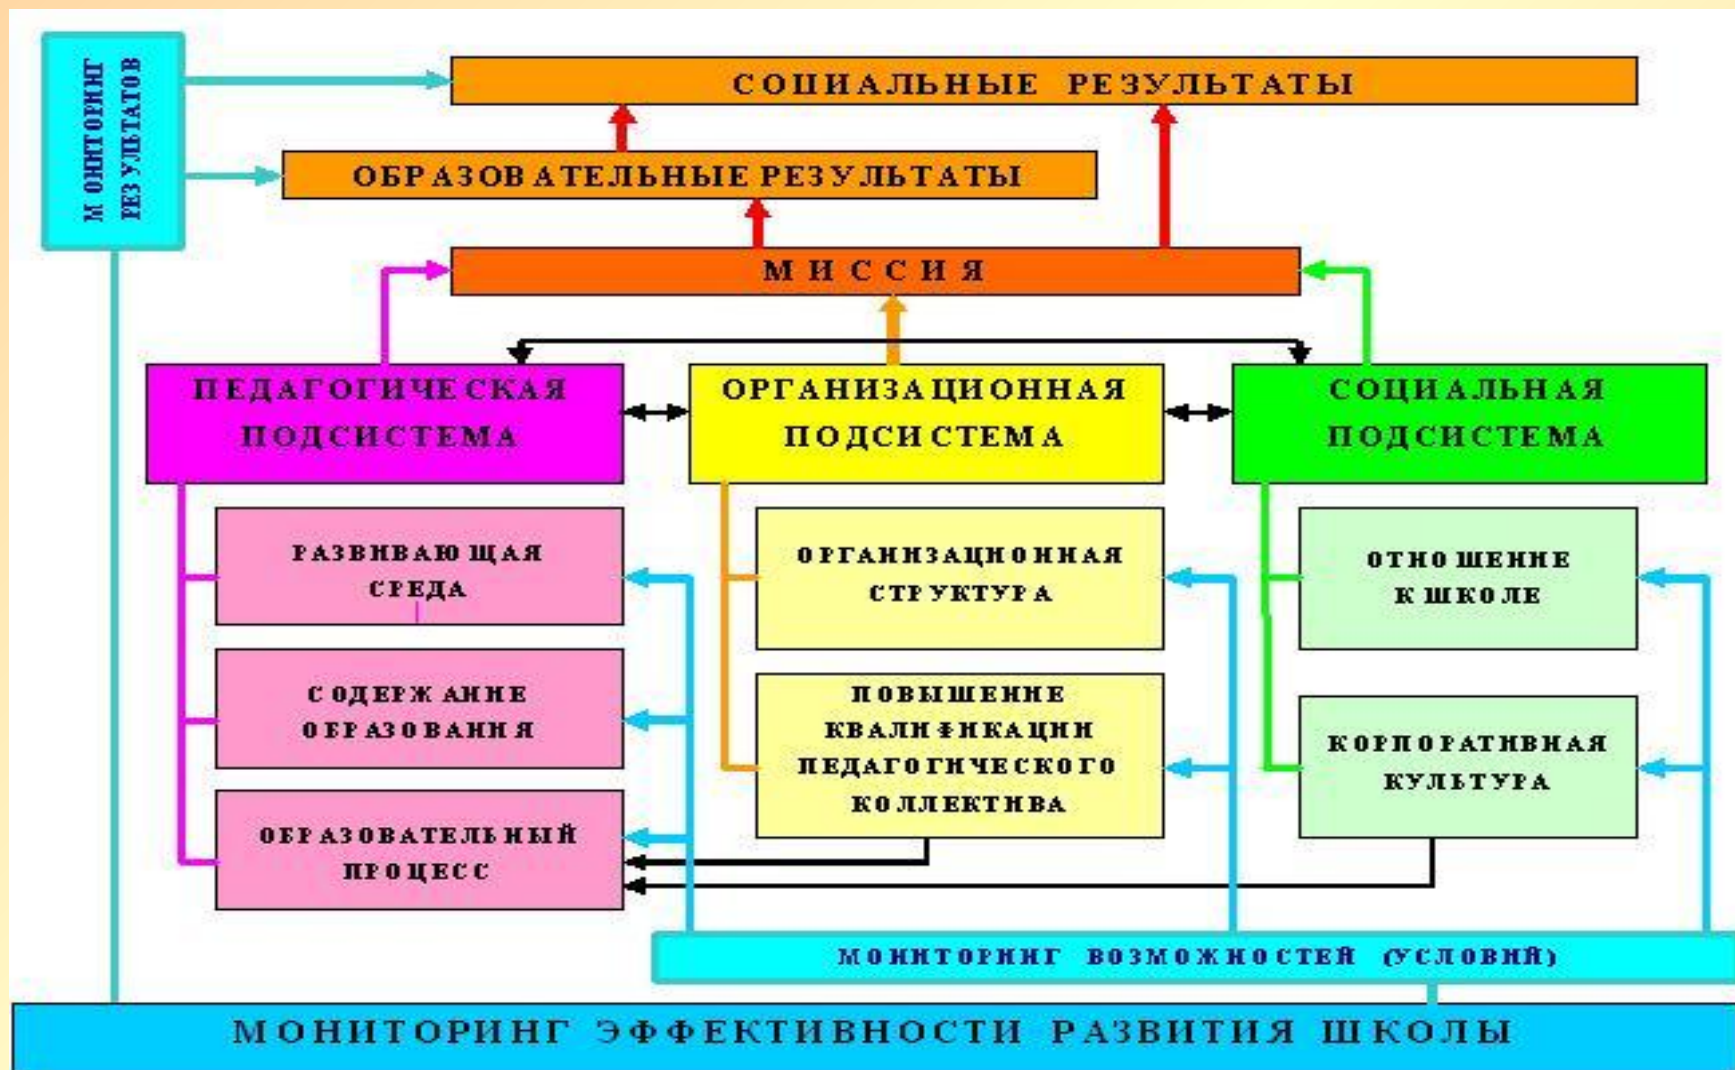 МОНИТОРИНГ
РЕЗУЛЬТАТОВ
СОЦИАЛЬНЫЕ РЕЗУЛЬТАТЫ
ОБРАЗОВАТЕЛЬНЫЕ РЕЗУЛЬТАТЫ
МИССИЯ
ПЕДАГОГИЧЕСКАЯ
ПОДСИСТЕМА
ОРГАНИЗАЦИОННАЯ
ПОДСИСТЕМА
СОЦИАЛЬНАЯ
ПОДСИСТЕМА
РАЗВИВАЮЩАЯ
СРЕДА
СОДЕРЖАНИЕ
ОБРАЗОВАНИЯ
ОБРАЗОВАТЕЛЬНЫЙ
ПРОЦЕСС
ОРГАНИЗАЦИОННАЯ
СТРУКТУРА
ПОВЫШЕНИЕ
КВАЛИФИКАЦИИ
ПЕДАГОГИЧЕСКОГО
КОЛЛЕКТИВА
ОТНОШЕНИЕ
К ШКОЛЕ
КОРПОРАТИВНАЯ
КУЛЬТУРА
МОНИТОРИНГ ВОЗМОЖНОСТЕЙ (УСЛОВИЙ)
МОНИТОРИНГ ЭФФЕКТИВНОСТИ РАЗВИТИЯ ШКОЛЫ